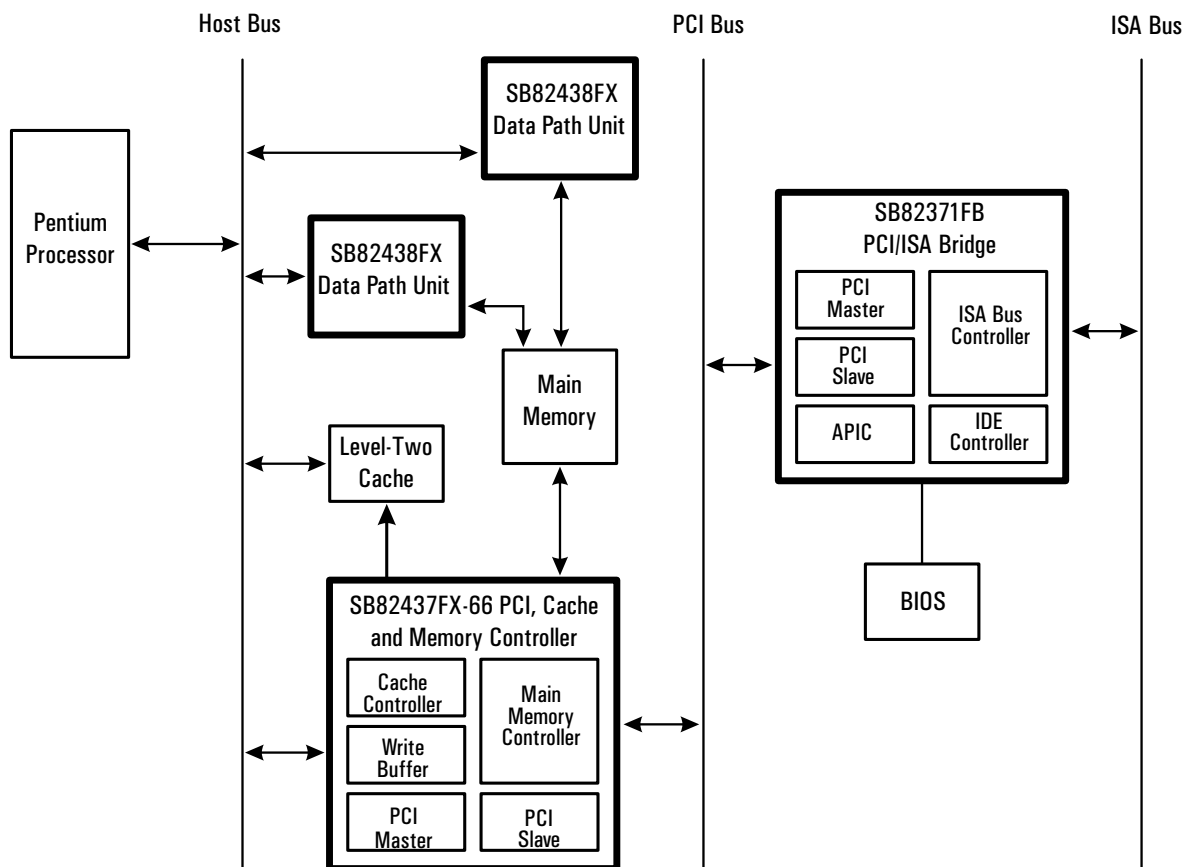 Host Bus
PCI Bus
ISA Bus
SB82438FX
Data Path Unit
Pentium
Processor
SB82438FX
Data Path Unit
Main
Memory
Level-Two
Cache
SB82437FX-66 PCI, Cache
and Memory Controller
Cache
Controller
Main
Memory
Controller
Write
Buffer
PCI
Master
PCI
Slave
SB82371FB
PCI/ISA Bridge
PCI
Master
ISA Bus
Controller
PCI
Slave
APIC
IDE
Controller
BIOS